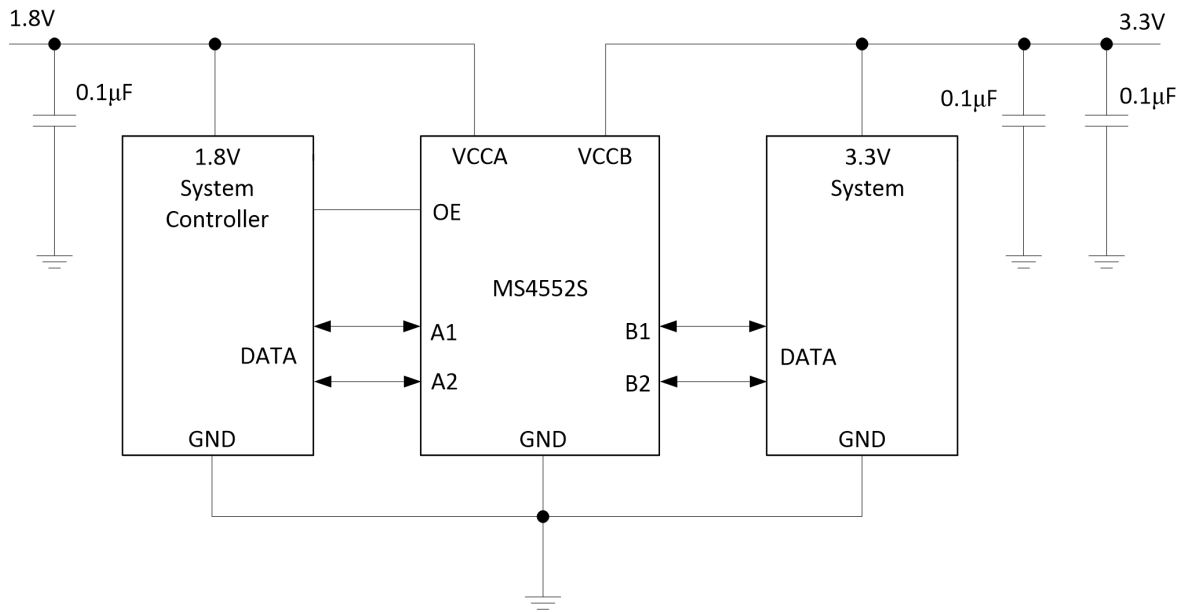 1.8V
3.3V
0.1μF
0.1μF
0.1μF
1.8V
System
Controller
DATA
GND
VCCA
VCCB
OE
MS4552S
A1
A2
B1
B2
GND
3.3V
System
DATA
GND